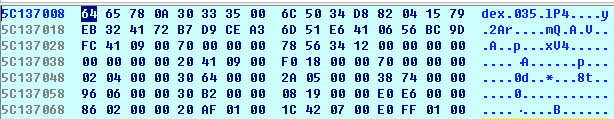 5C137008 64 65 78 0A 30 33 35 00 6C 50 34 D8 82 04 15 79 dex.035.lP4....y
5C137018 EB 32 41 72 B7 D9 CE A3 6D 51 E6 41 06 56 BC 9D .2Ar....mQ.A.V..
5C137028 FC 41 09 00 70 00 00 00 78 56 34 12 00 00 00 00 .A..p...xV4.....
5C137038 00 00 00 00 20 41 09 00 F0 18 00 00 70 00 00 00 .... A......p...
5C137048 02 04 00 00 30 64 00 00 2A 05 00 00 38 74 00 00 ....0d..*...8t..
5C137058 96 06 00 00 30 B2 00 00 08 19 00 00 E0 E6 00 00 ....0...........
5C137068 86 02 00 00 20 AF 01 00 1C 42 07 00 E0 FF 01 00 .... ....B......